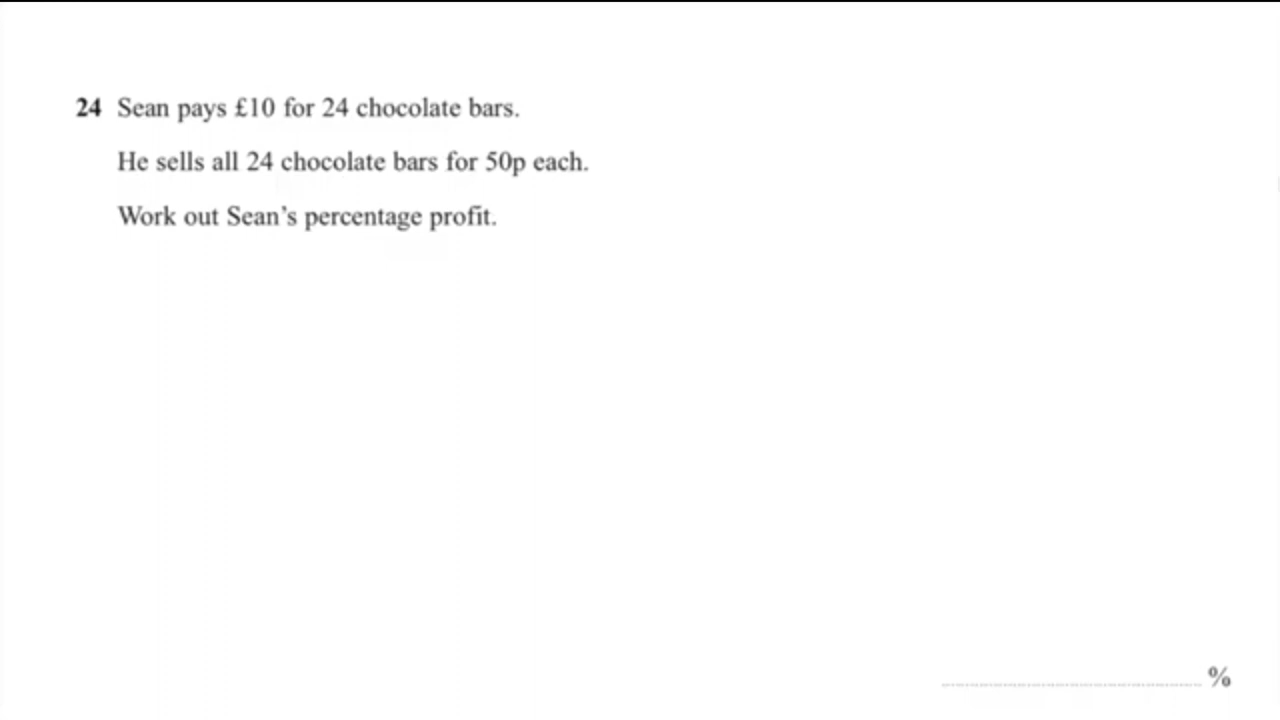 24 Sean pays £10 for 24 chocolate bars.
He sells all 24 chocolate bars for 50p each.
Work out Sean’s percentage profit.
%